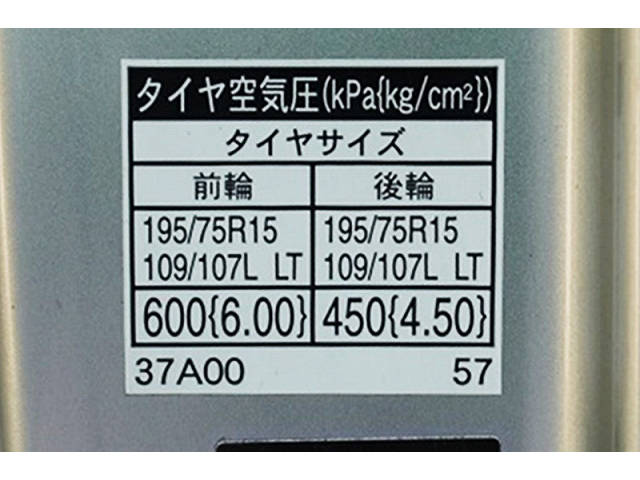 タイヤ空気圧(kPa{kg/cm²})
タイヤサイズ
前輪 後輪
195/75R15 195/75R15
109/107L LT 109/107L LT
600{6.00} 450{4.50}
37A00 57